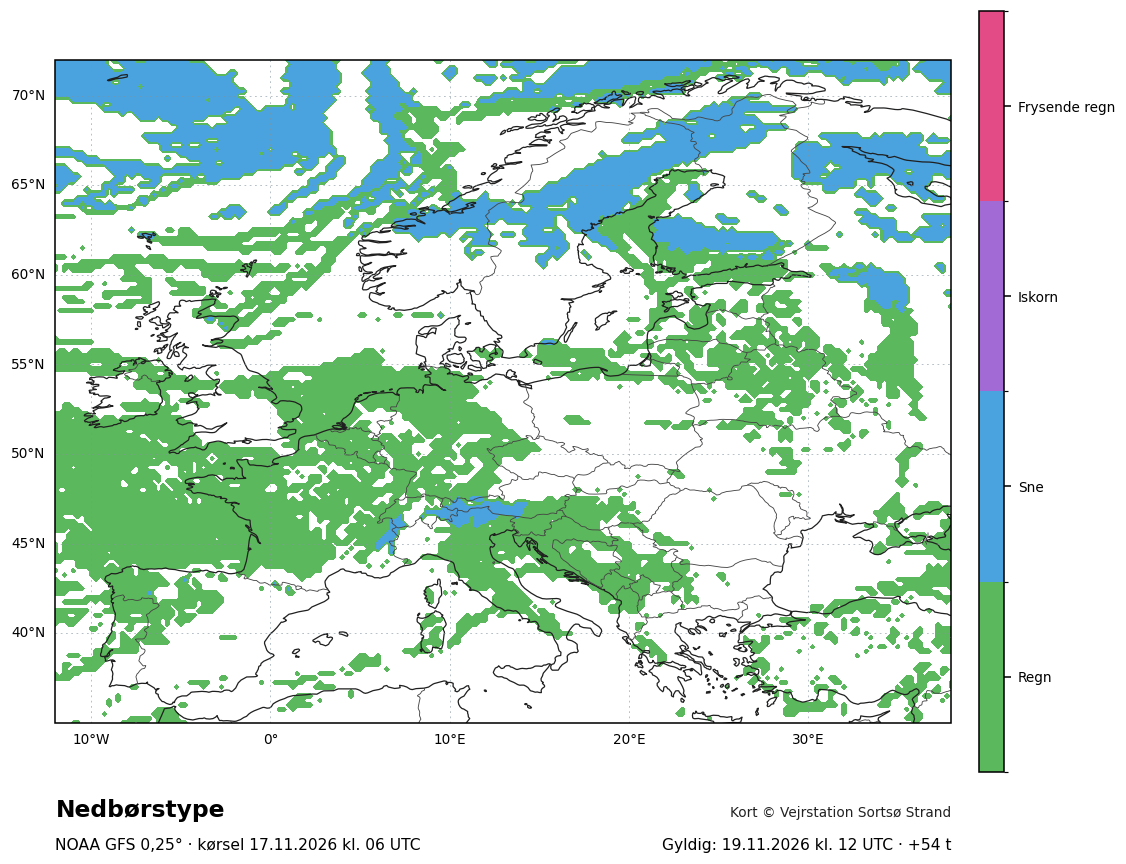 Frysende regn
Iskorn
Sne
Regn
70°N
65°N
60°N
55°N
50°N
45°N
40°N
10°W
0°
10°E
20°E
30°E
Nedbørstype
Kort © Vejrstation Sortsø Strand
NOAA GFS 0,25° · kørsel 17.11.2026 kl. 06 UTC
Gyldig: 19.11.2026 kl. 12 UTC · +54 t